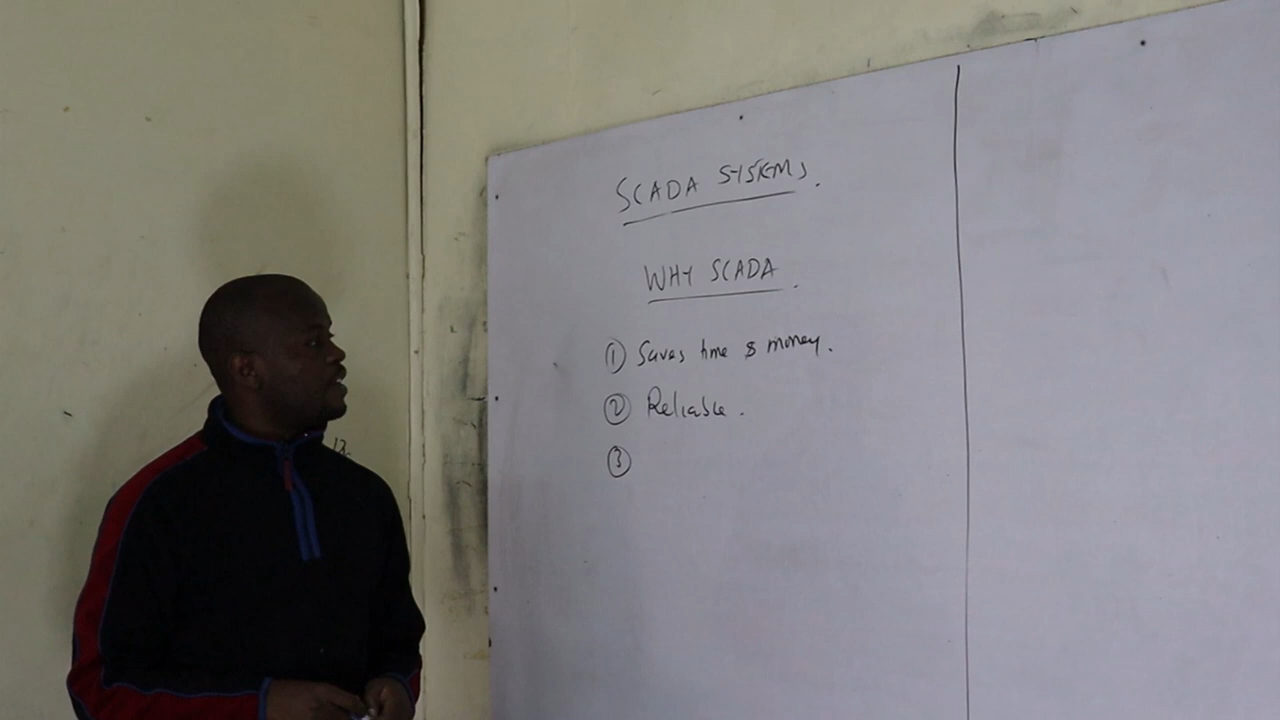 SCADA SYSTEMS.
WHY SCADA.
① Saves time & money.
② Reliable.
③